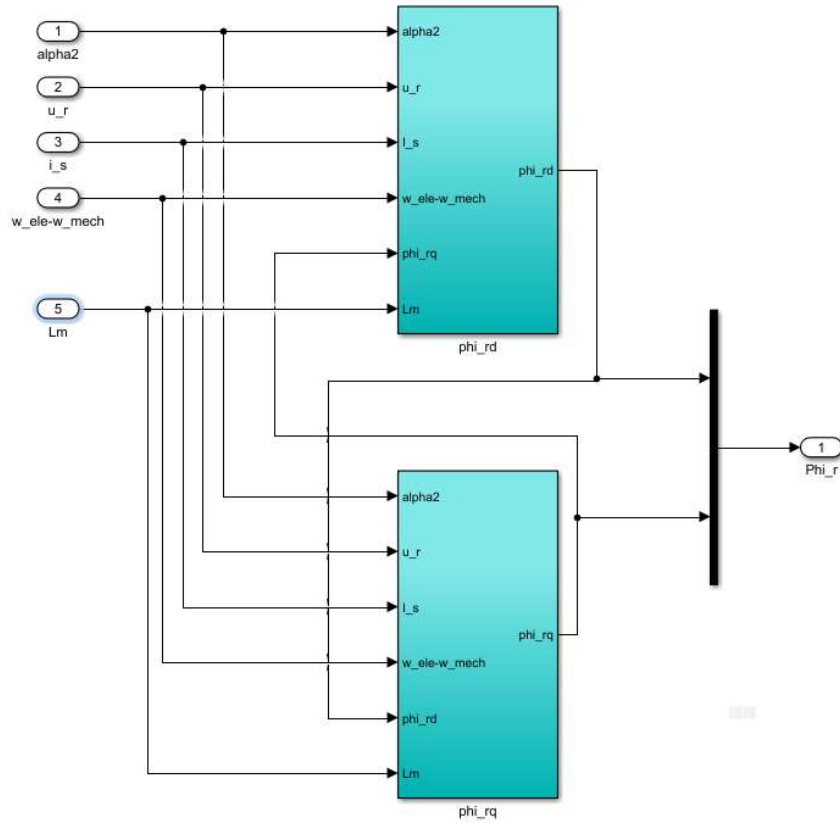 1
alpha2
2
u_r
3
i_s
4
w_ele-w_mech
5
Lm
alpha2
u_r
I_s
w_ele-w_mech
phi_rq
Lm
phi_rd
phi_rd
alpha2
u_r
I_s
w_ele-w_mech
phi_rd
Lm
phi_rq
phi_rq
1
Phi_r